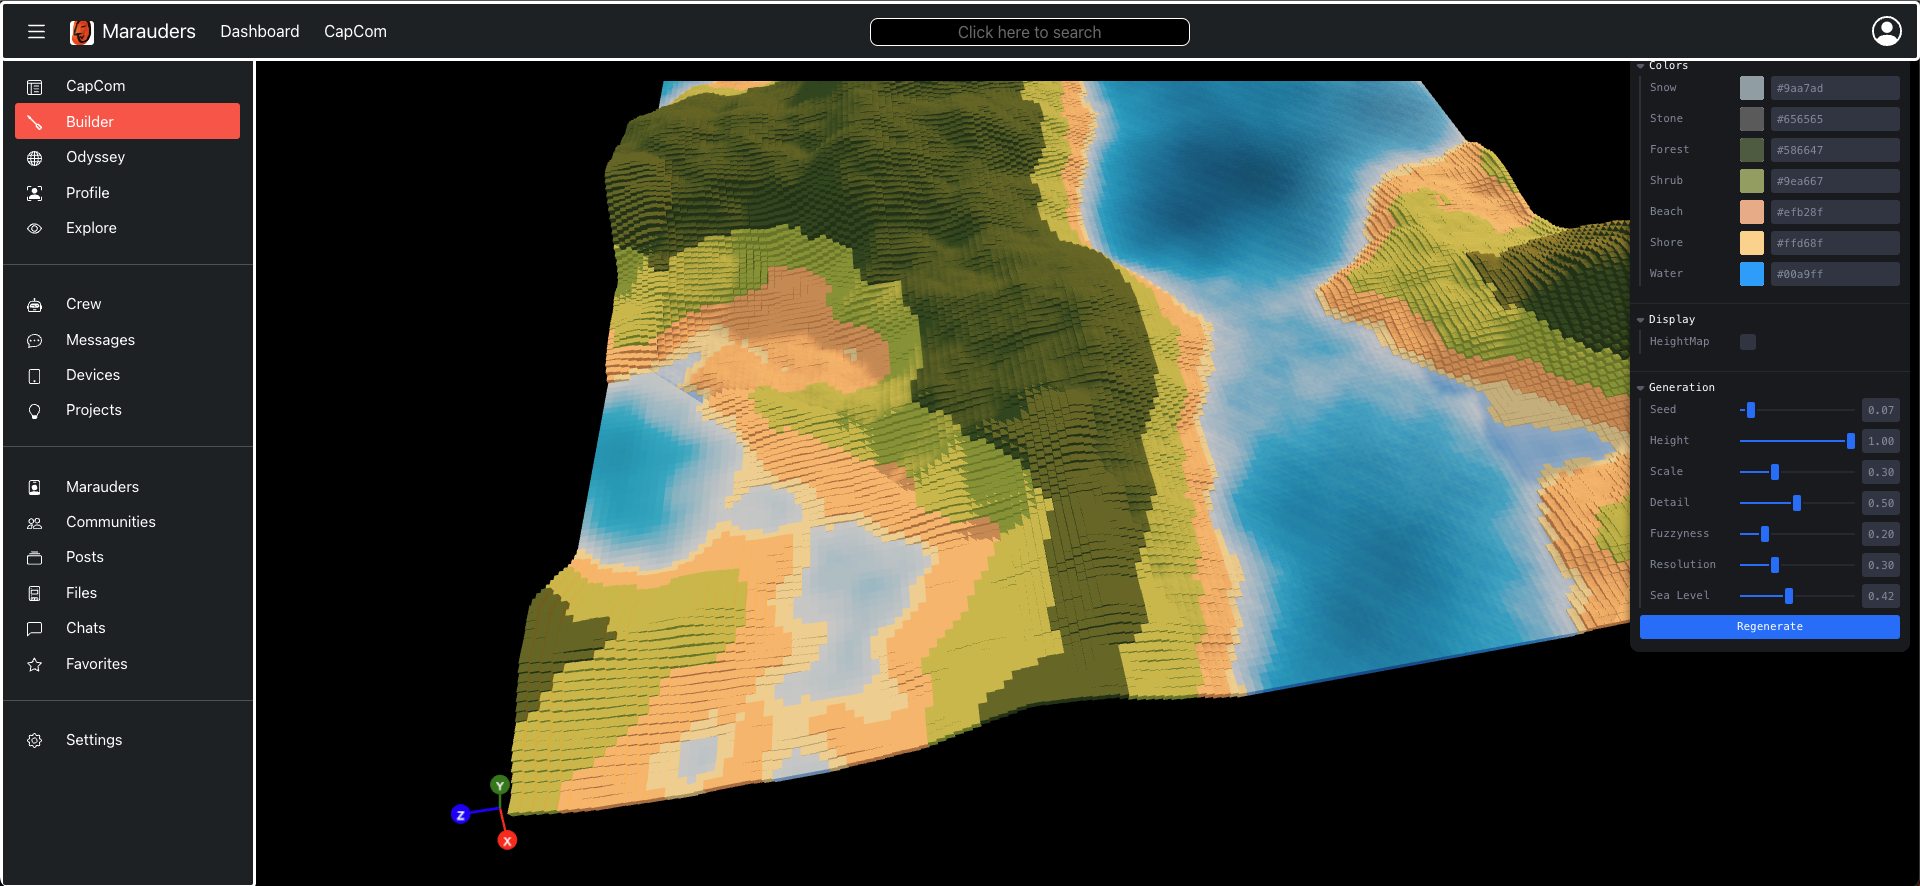 Marauders Dashboard CapCom Click here to search
CapCom
Builder
Odyssey
Profile
Explore
Crew
Messages
Devices
Projects
Marauders
Communities
Posts
Files
Chats
Favorites
Settings
Colors
Snow #9aa7ad
Stone #656565
Forest #586647
Shrub #9ea667
Beach #efb28f
Shore #ffd68f
Water #00a9ff
Display
HeightMap
Generation
Seed 0.07
Height 1.00
Scale 0.30
Detail 0.50
Fuzzyness 0.20
Resolution 0.30
Sea Level 0.42
Regenerate
Y
Z
X